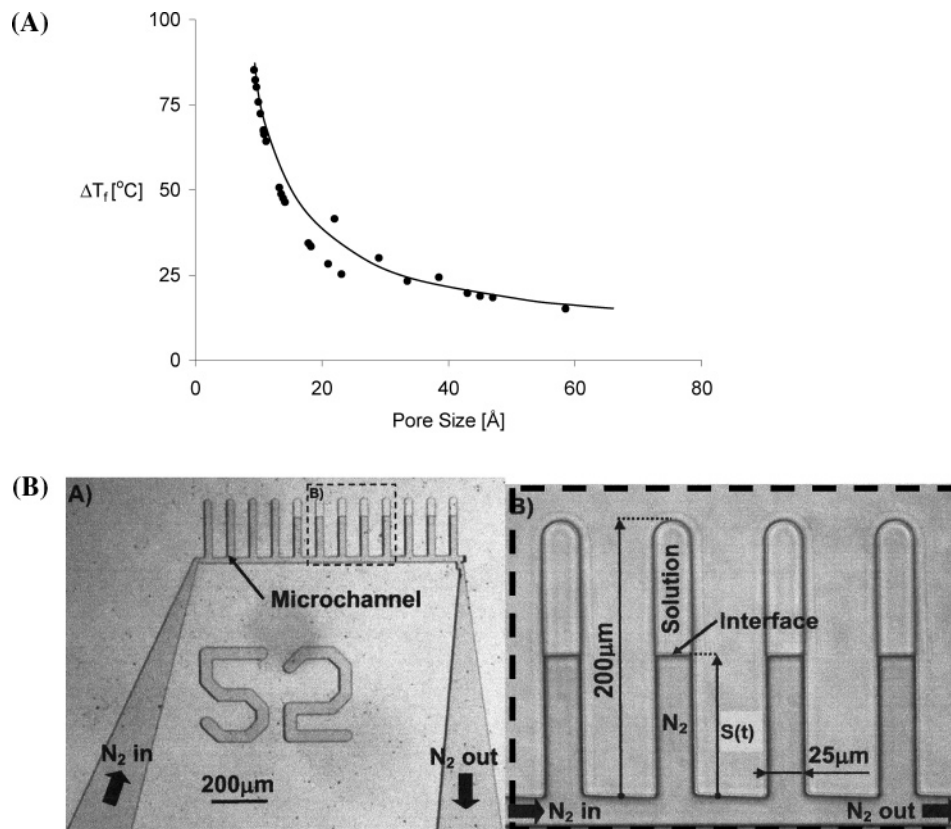 (A)
100
75
50
25
0
ΔTf [°C]
0 20 40 60 80
Pore Size [Å]
(B)
A)
B)
Microchannel
52
N2 in
200μm
N2 out
B)
200μm
Solution
Interface
N2
S(t)
25μm
N2 in
N2 out